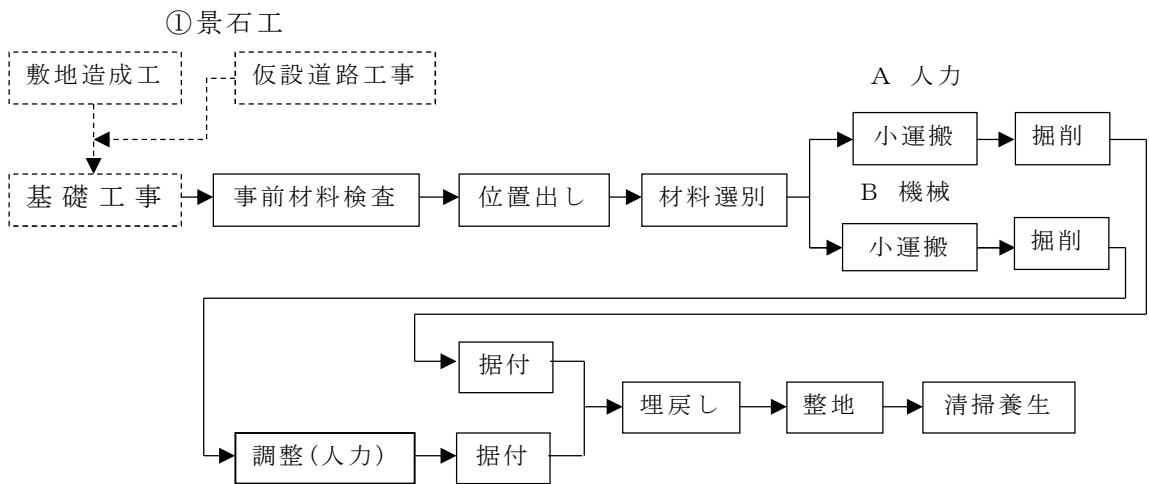 ①景石工
敷地造成工
仮設道路工事
A 人力
小運搬
掘削
基礎工事
事前材料検査
位置出し
材料選別
B 機械
小運搬
掘削
据付
埋戻し
整地
清掃養生
調整(人力)
据付